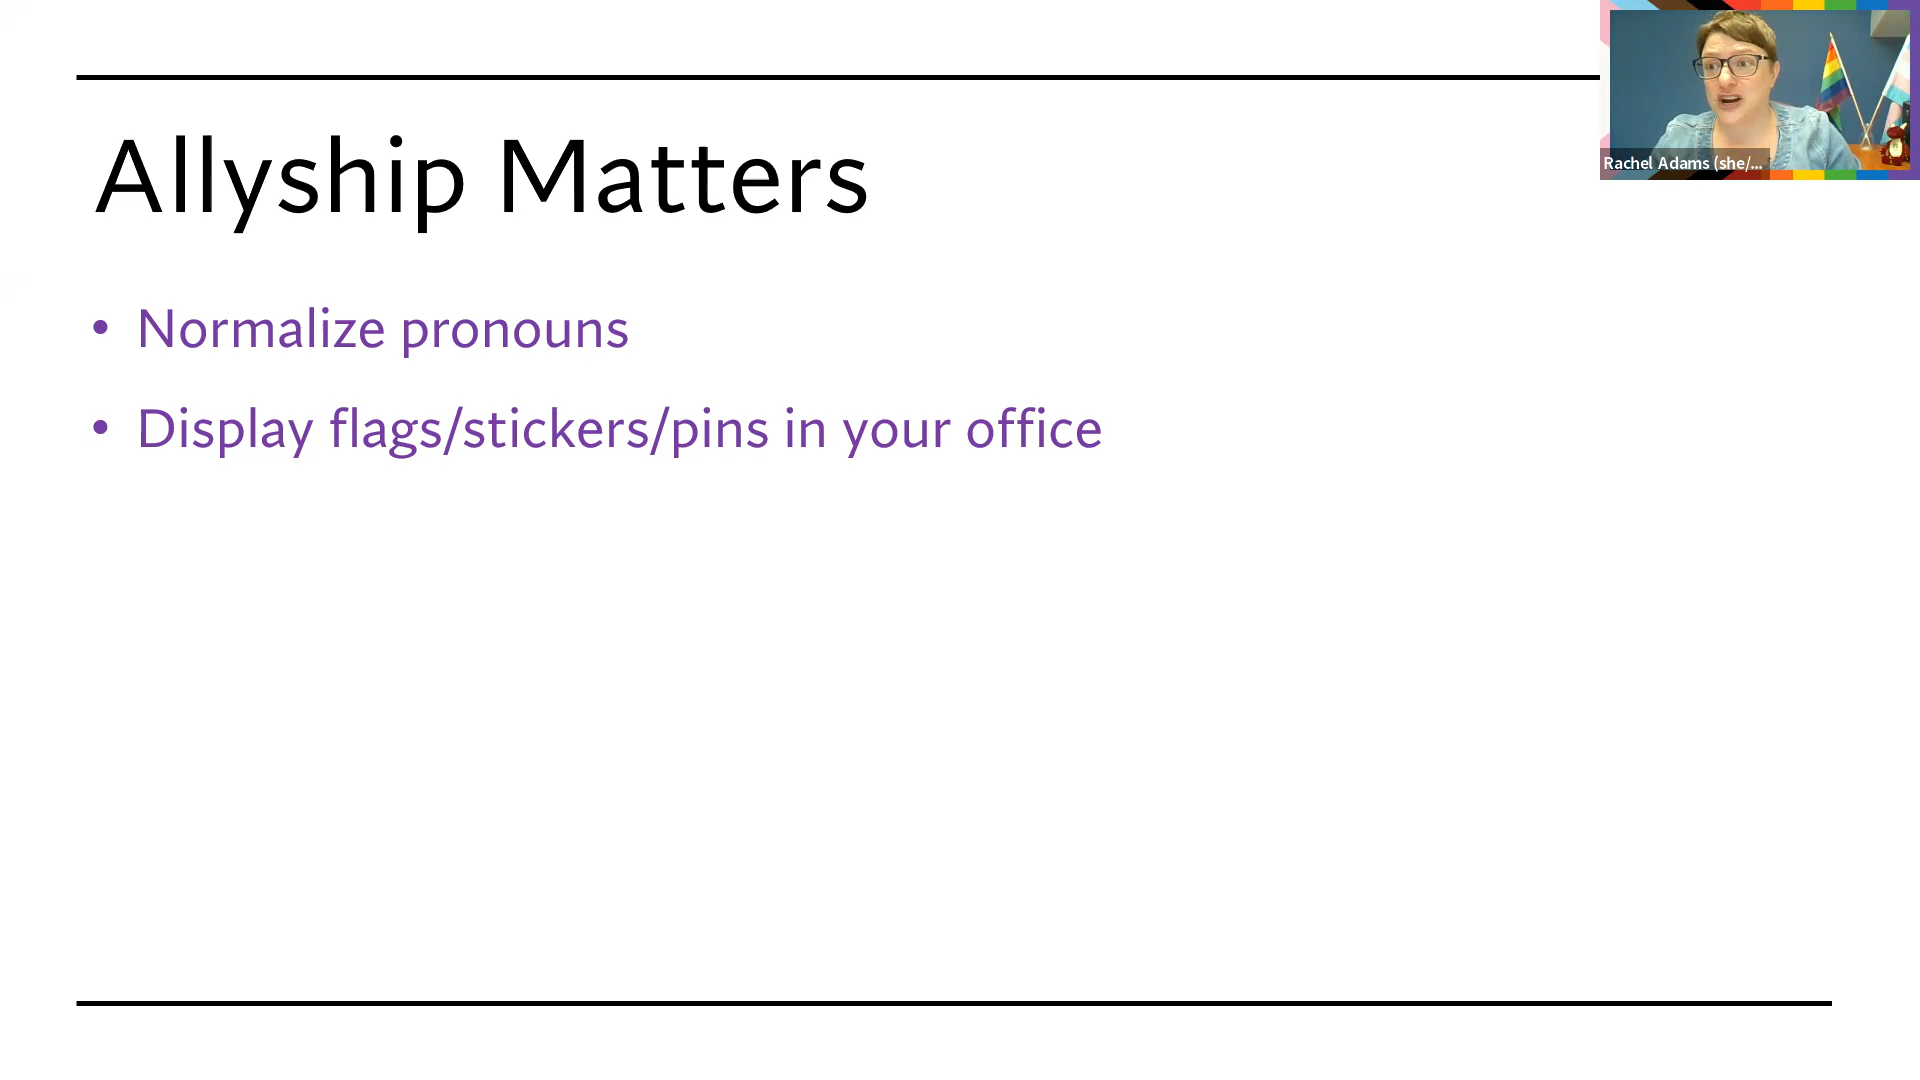 Allyship Matters
• Normalize pronouns
• Display flags/stickers/pins in your office
Rachel Adams (she/...